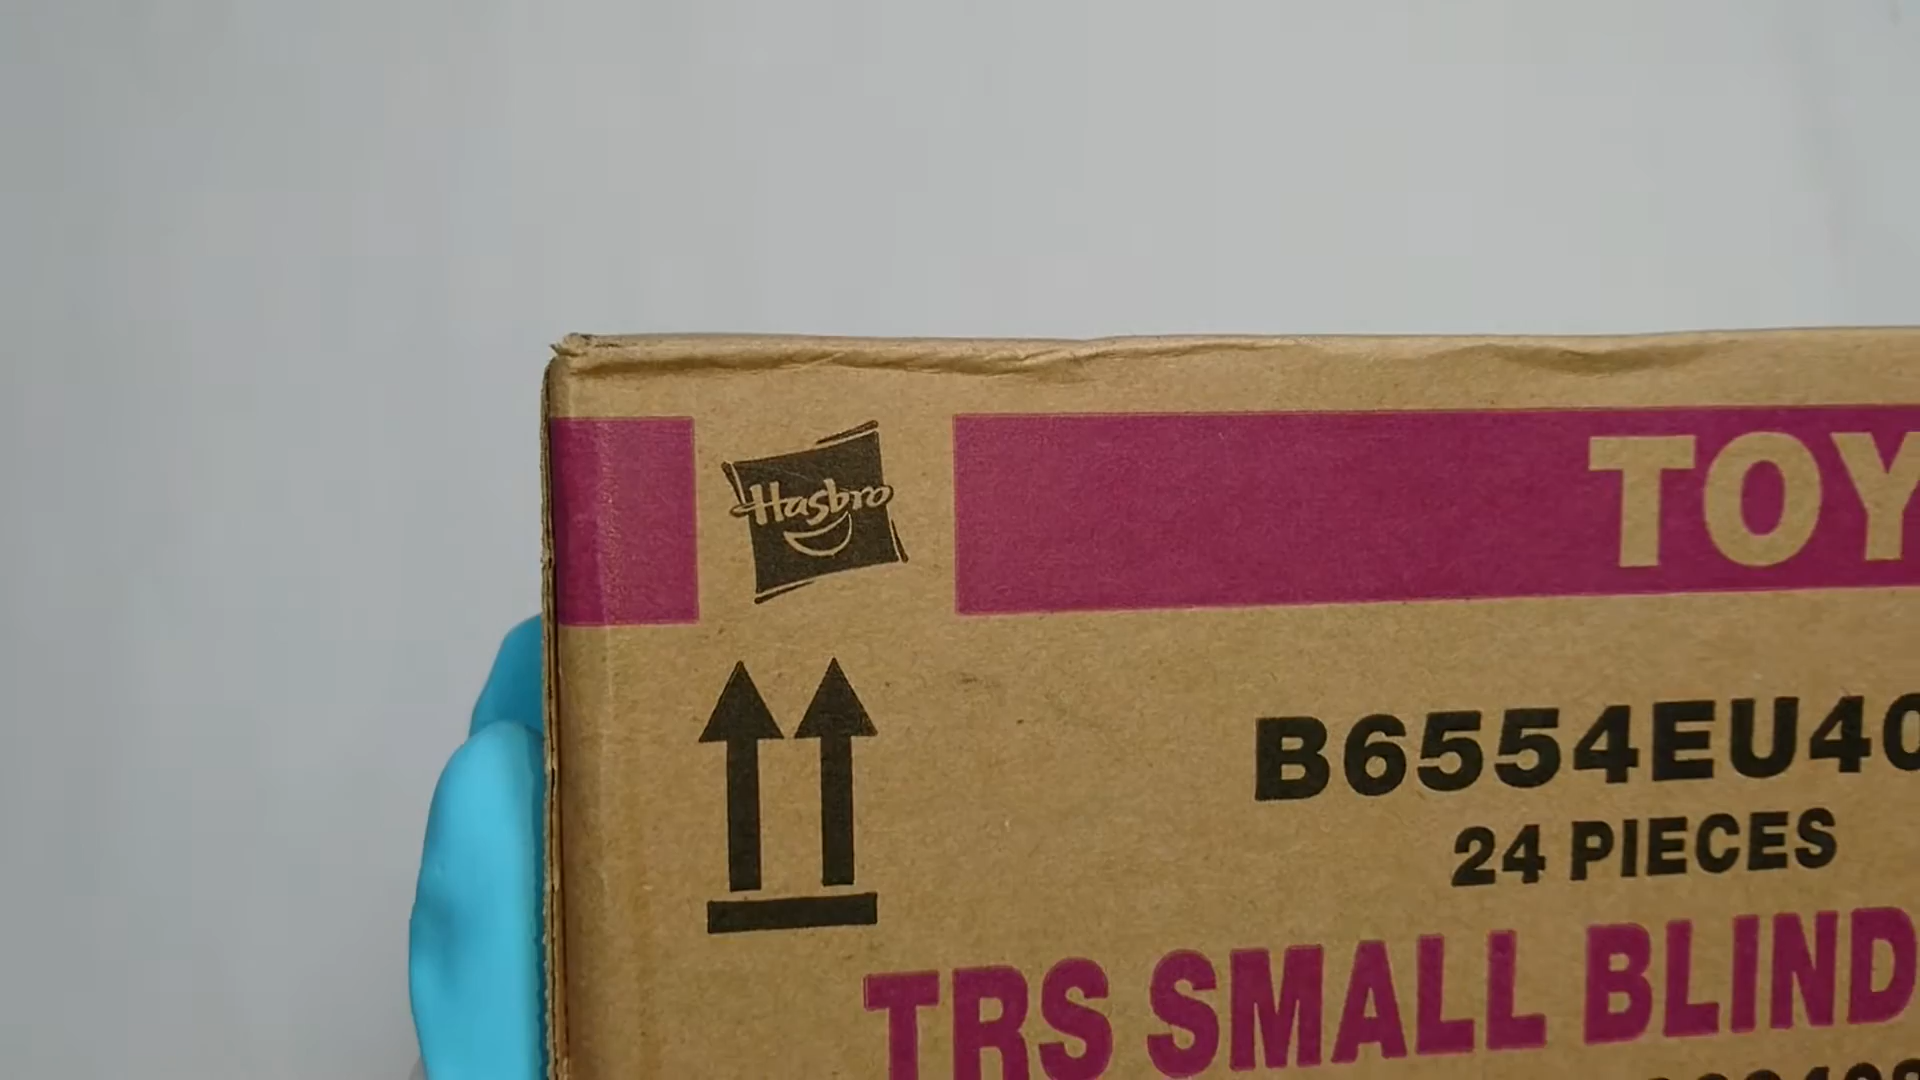 Hasbro
TOY
B6554EU40
24 PIECES
TRS SMALL BLIND